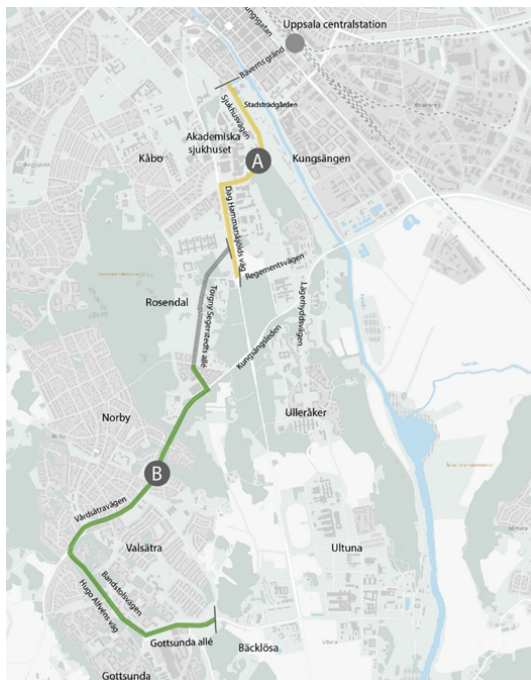 Uppsala centralstation
Kungsgatan
Bäverns gränd
Stadsträdgården
Sjukhusvägen
Akademiska
sjukhuset
A
Kåbo
Kungsängen
Dag Hammarskjölds väg
Regementsvägen
Rosendal
Torgny Segerstedts allé
Lägerhyddsvägen
Kungsängsleden
Norby
Ulleråker
B
Vårdsätravägen
Valsätra
Ultuna
Bandstolsvägen
Hugo Alfvéns väg
Gottsunda allé
Bäcklösa
Gottsunda